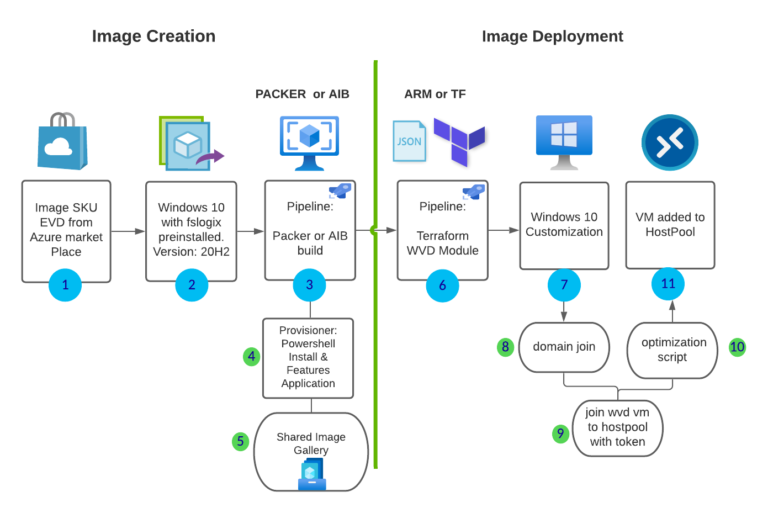 Image Creation
Image Deployment
PACKER or AIB
ARM or TF
JSON
Image SKU
EVD from
Azure market
Place
1
Windows 10
with fslogix
preinstalled.
Version: 20H2
2
Pipeline:
Packer or AIB
build
3
Provisioner:
Powershell
Install &
Features
Application
4
Shared Image
Gallery
5
Pipeline:
Terraform
WVD Module
6
Windows 10
Customization
7
domain join
8
join wvd vm
to hostpool
with token
9
optimization
script
10
VM added to
HostPool
11